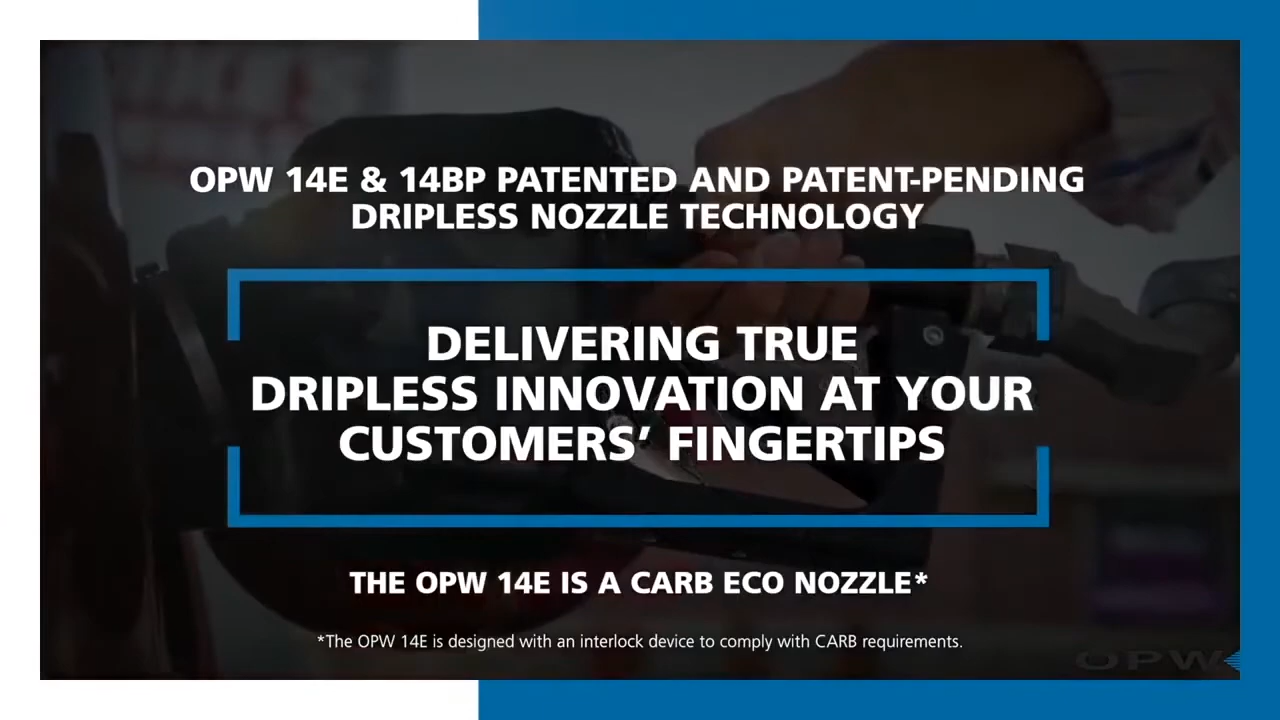 OPW 14E & 14BP PATENTED AND PATENT-PENDING
DRIPLESS NOZZLE TECHNOLOGY
DELIVERING TRUE
DRIPLESS INNOVATION AT YOUR
CUSTOMERS’ FINGERTIPS
THE OPW 14E IS A CARB ECO NOZZLE*
*The OPW 14E is designed with an interlock device to comply with CARB requirements.
OPW